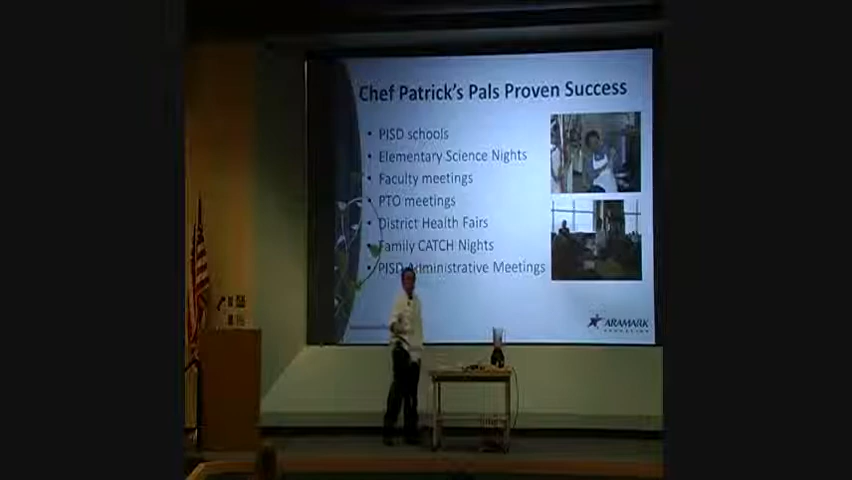 Chef Patrick's Pals Proven Success
• PISD schools
• Elementary Science Nights
• Faculty meetings
• PTO meetings
• District Health Fairs
• Family CATCH Nights
• PISD Administrative Meetings
ARAMARK
EDUCATION